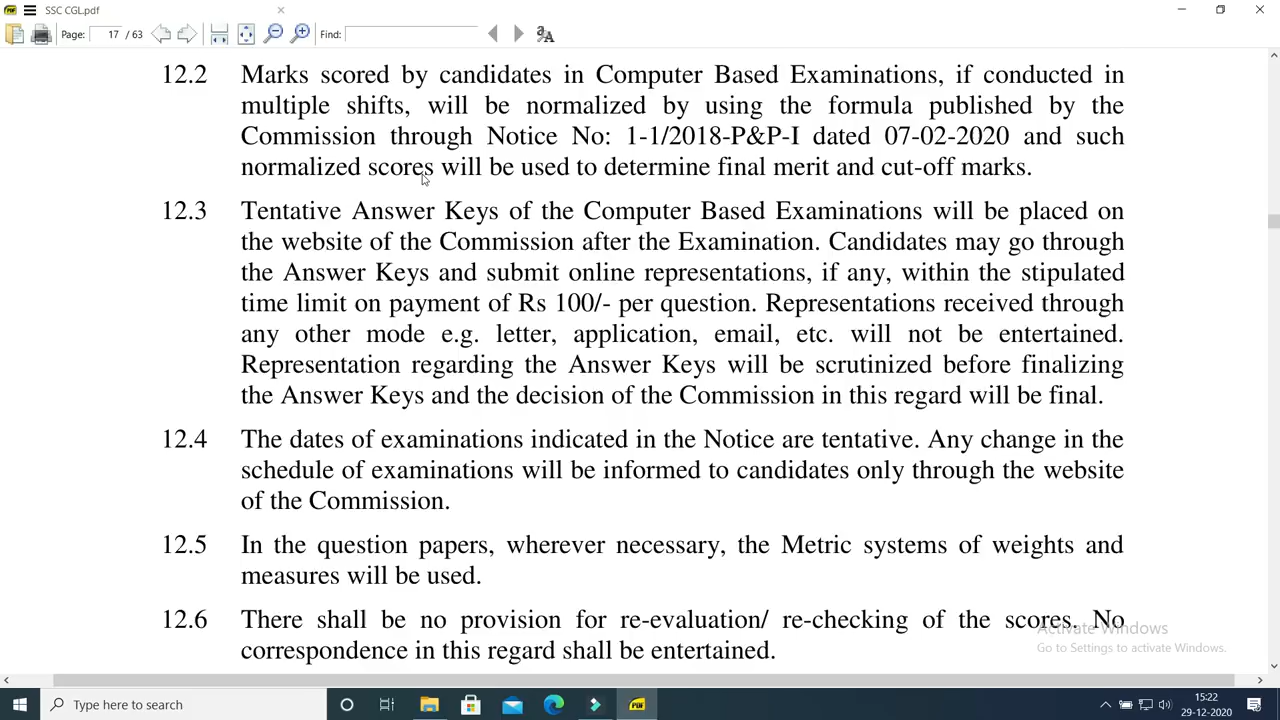 SSC CGL.pdf
Page: 17 / 63 Find:
12.2 Marks scored by candidates in Computer Based Examinations, if conducted in
multiple shifts, will be normalized by using the formula published by the
Commission through Notice No: 1-1/2018-P&P-I dated 07-02-2020 and such
normalized scores will be used to determine final merit and cut-off marks.
12.3 Tentative Answer Keys of the Computer Based Examinations will be placed on
the website of the Commission after the Examination. Candidates may go through
the Answer Keys and submit online representations, if any, within the stipulated
time limit on payment of Rs 100/- per question. Representations received through
any other mode e.g. letter, application, email, etc. will not be entertained.
Representation regarding the Answer Keys will be scrutinized before finalizing
the Answer Keys and the decision of the Commission in this regard will be final.
12.4 The dates of examinations indicated in the Notice are tentative. Any change in the
schedule of examinations will be informed to candidates only through the website
of the Commission.
12.5 In the question papers, wherever necessary, the Metric systems of weights and
measures will be used.
12.6 There shall be no provision for re-evaluation/ re-checking of the scores. No
correspondence in this regard shall be entertained.
Activate Windows
Go to Settings to activate Windows.
Type here to search
15:22
29-12-2020